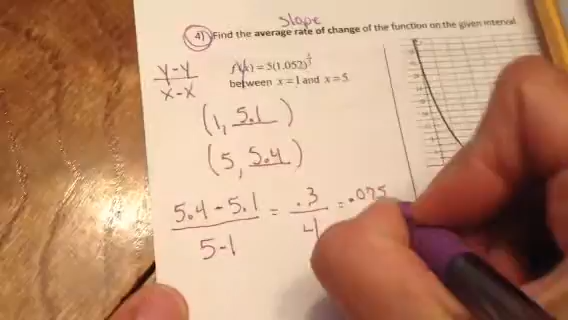 slope
4) Find the average rate of change of the function on the given interval
y-y
x-x
f(x) = 5(1.052)
between x = 1 and x = 5.
(1, 5.1)
(5, 5.4)
5.4 - 5.1 = .3 = .075
5-1 4